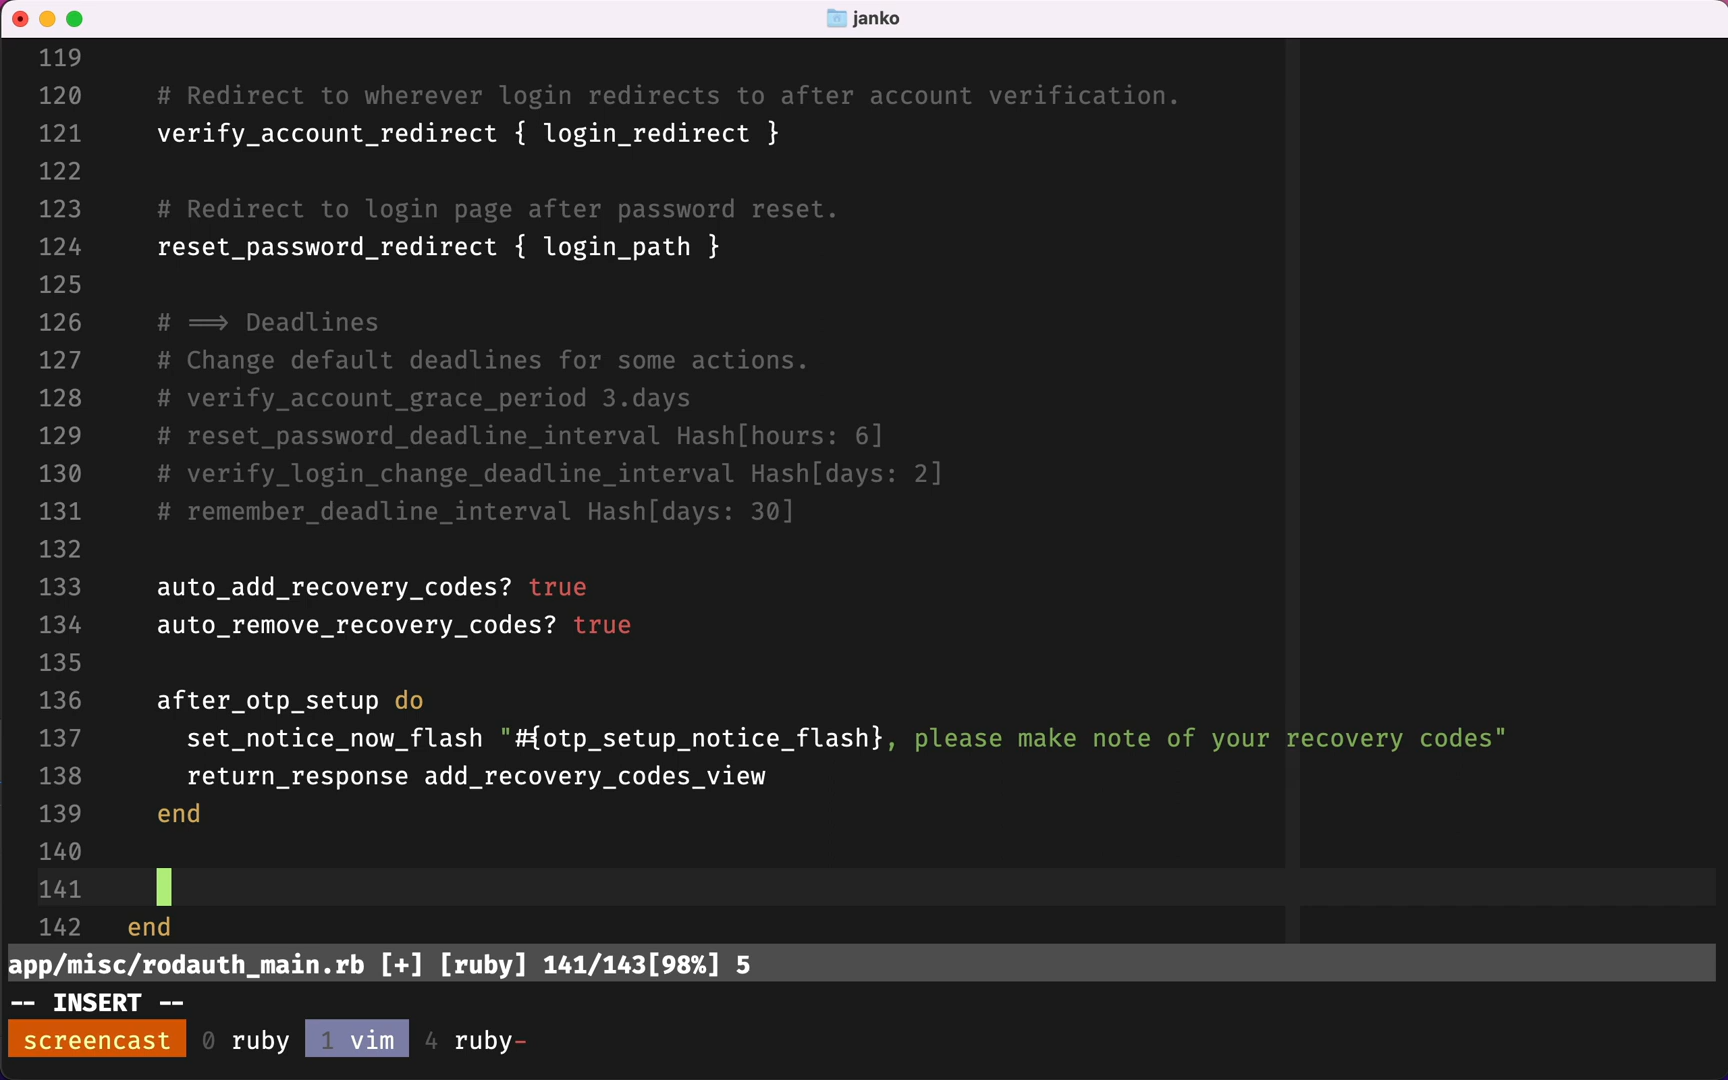 janko
119
120 # Redirect to wherever login redirects to after account verification.
121 verify_account_redirect { login_redirect }
122
123 # Redirect to login page after password reset.
124 reset_password_redirect { login_path }
125
126 # ==> Deadlines
127 # Change default deadlines for some actions.
128 # verify_account_grace_period 3.days
129 # reset_password_deadline_interval Hash[hours: 6]
130 # verify_login_change_deadline_interval Hash[days: 2]
131 # remember_deadline_interval Hash[days: 30]
132
133 auto_add_recovery_codes? true
134 auto_remove_recovery_codes? true
135
136 after_otp_setup do
137 set_notice_now_flash "#{otp_setup_notice_flash}, please make note of your recovery codes"
138 return_response add_recovery_codes_view
139 end
140
141
142 end
app/misc/rodauth_main.rb [+] [ruby] 141/143[98%] 5
-- INSERT --
screencast 0 ruby 1 vim 4 ruby-